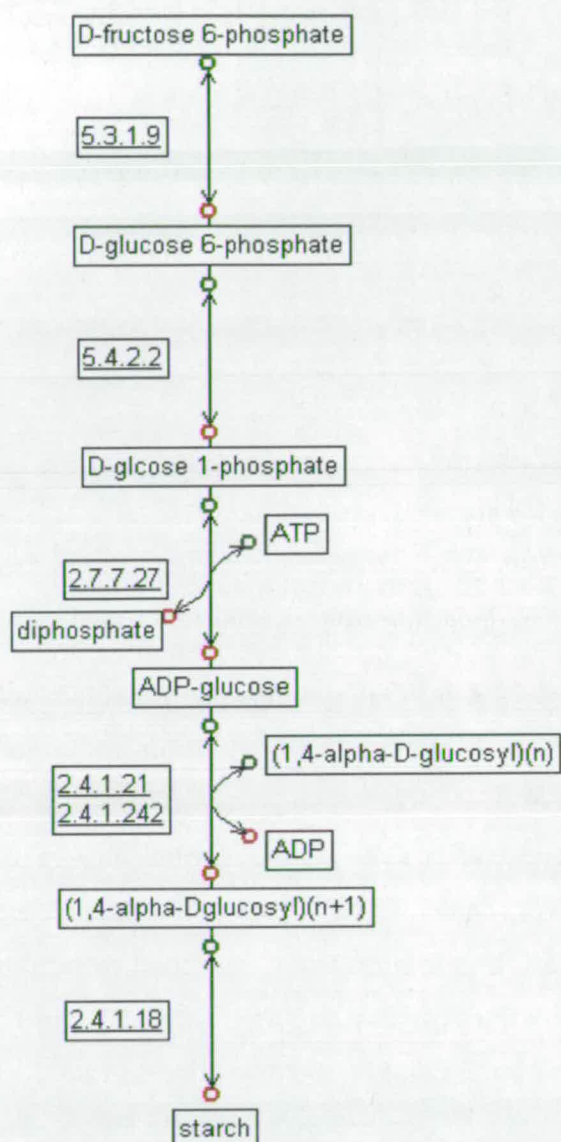 D-fructose 6-phosphate
5.3.1.9
D-glucose 6-phosphate
5.4.2.2
D-glcose 1-phosphate
ATP
2.7.7.27
diphosphate
ADP-glucose
(1,4-alpha-D-glucosyl)(n)
2.4.1.21
2.4.1.242
ADP
(1,4-alpha-Dglucosyl)(n+1)
2.4.1.18
starch